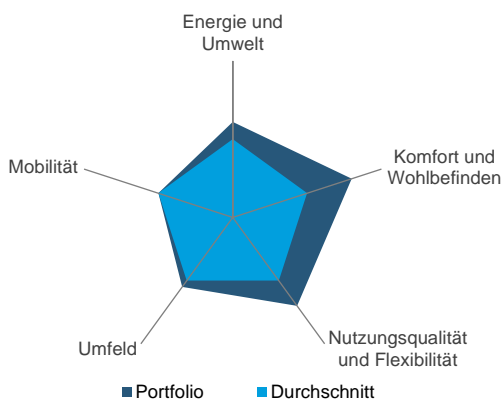 Energie und
Umwelt
Komfort und
Wohlbefinden
Mobilität
Nutzungsqualität
und Flexibilität
Umfeld
Portfolio
Durchschnitt